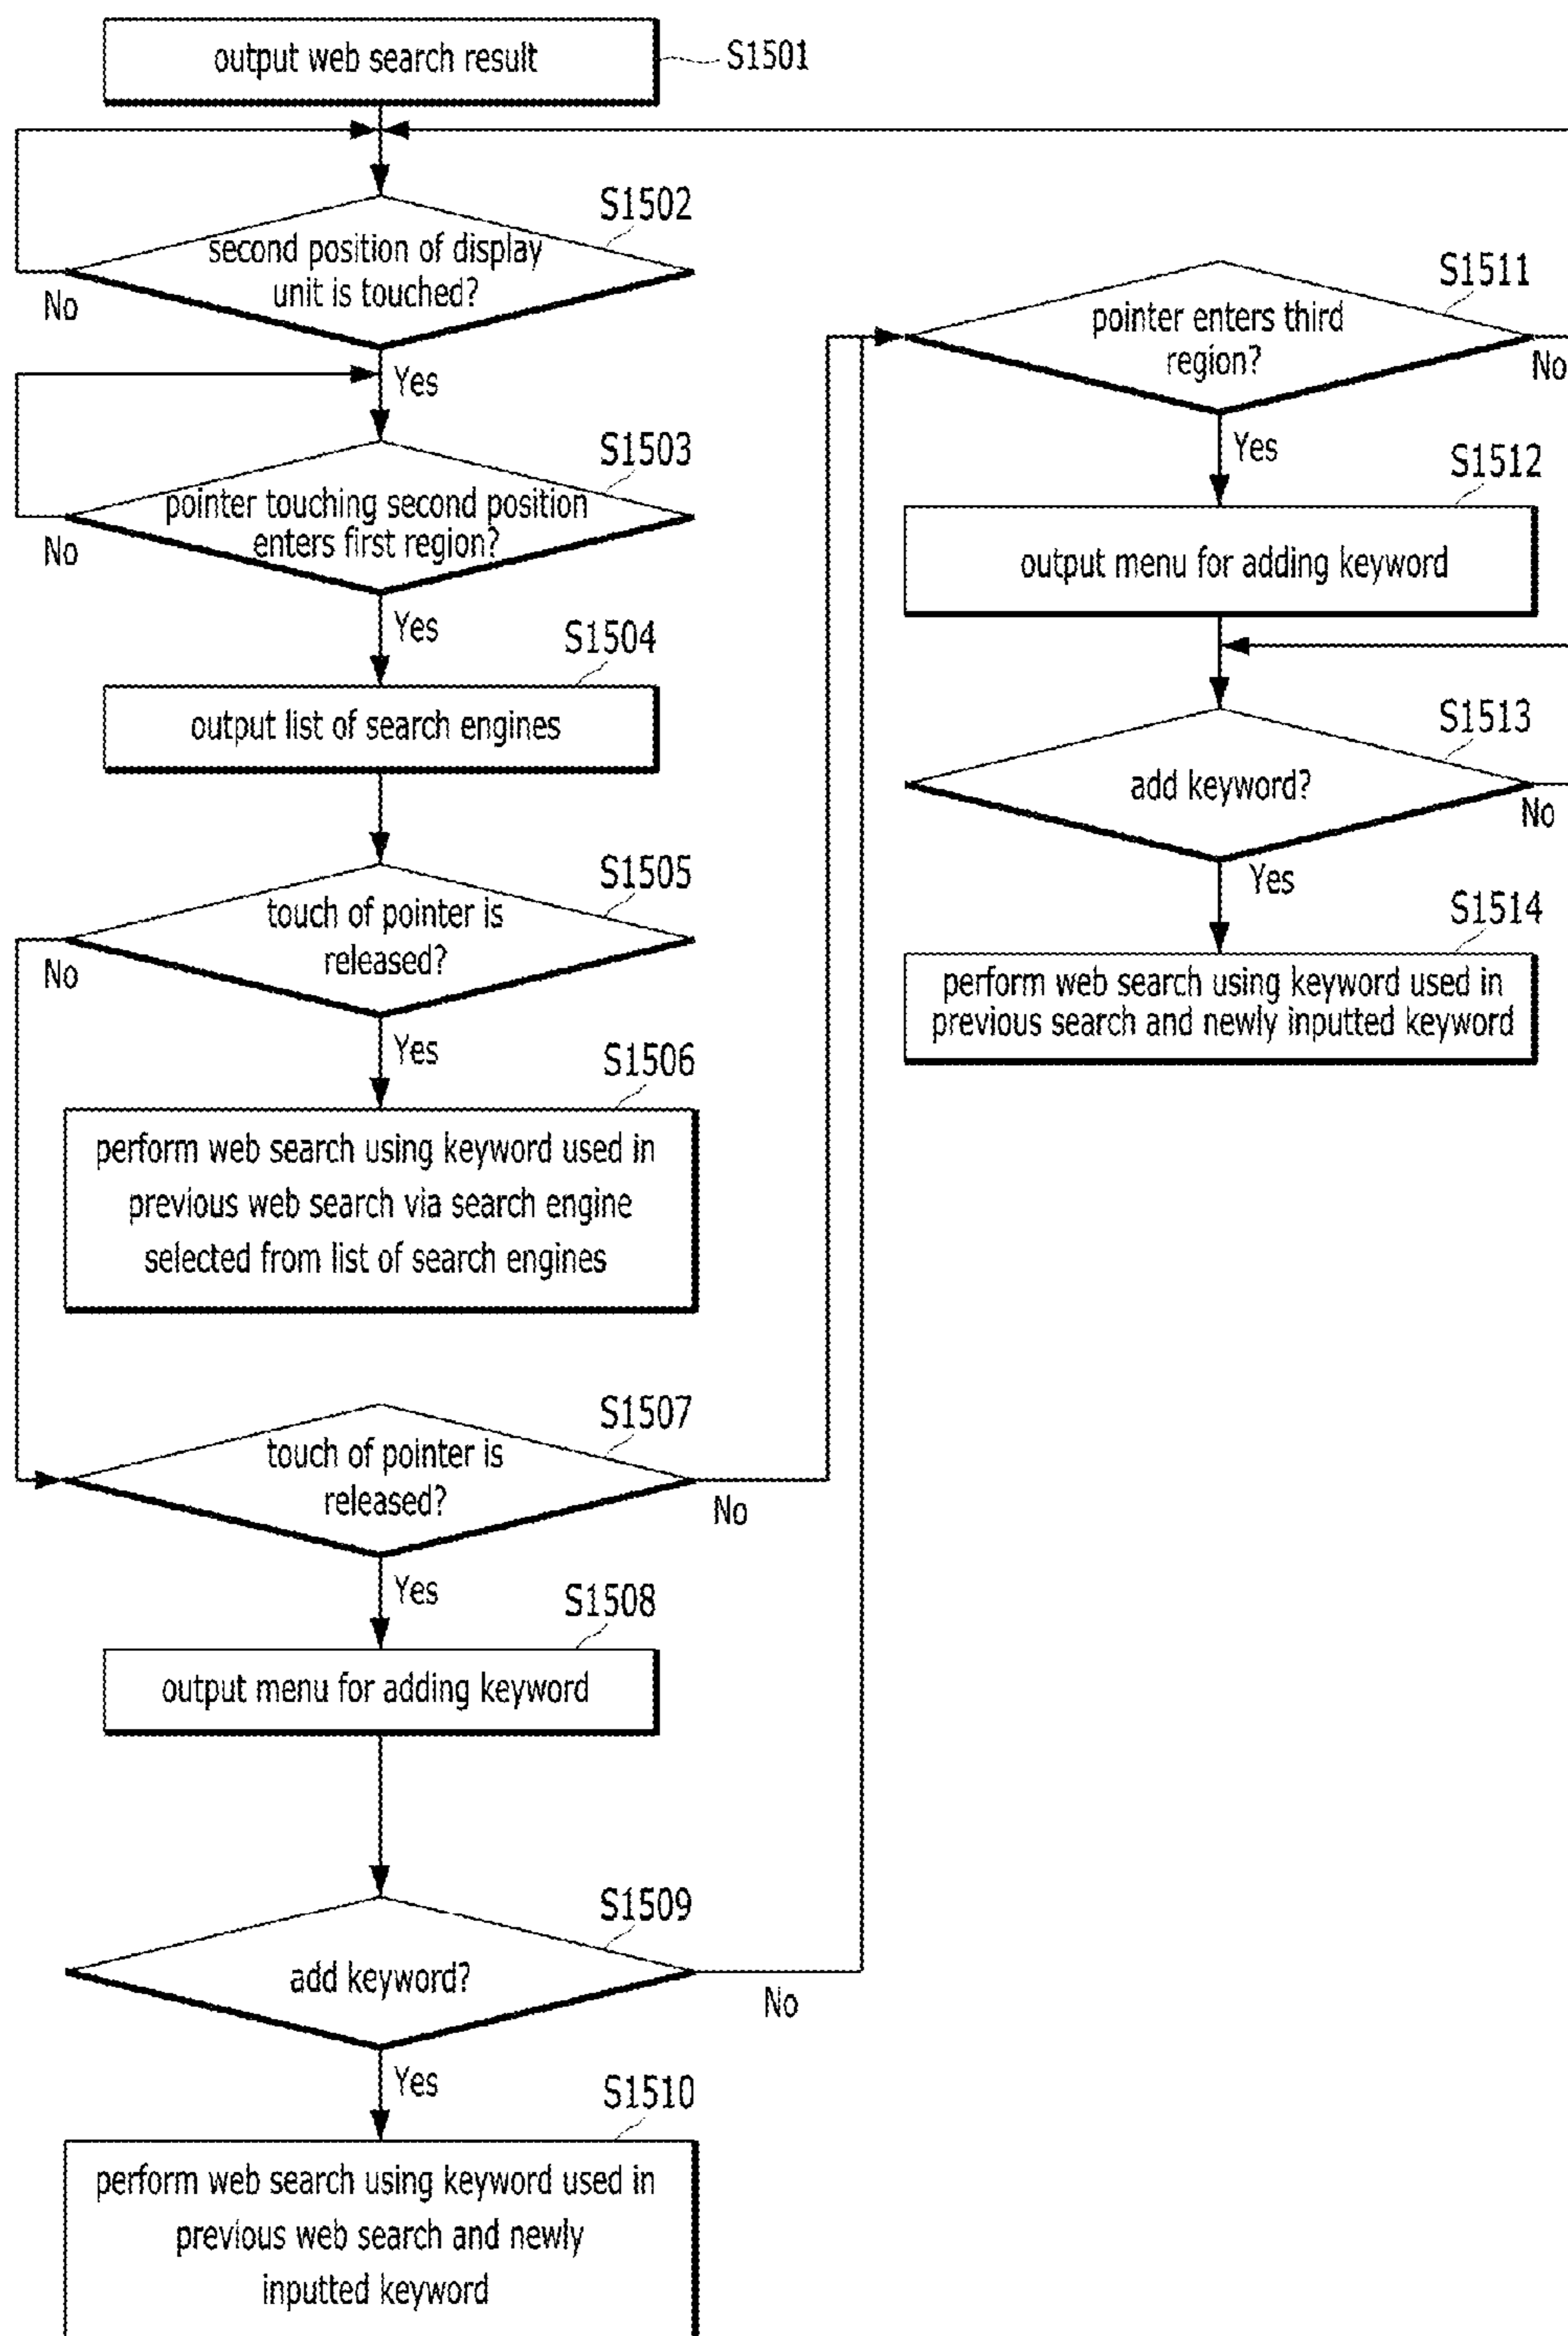 output web search result
S1501
S1502
second position of display
unit is touched?
No
Yes
S1503
pointer touching second position
enters first region?
No
Yes
S1504
output list of search engines
S1505
touch of pointer is
released?
No
Yes
S1506
perform web search using keyword used in
previous web search via search engine
selected from list of search engines
S1507
touch of pointer is
released?
No
Yes
S1508
output menu for adding keyword
S1509
add keyword?
No
Yes
S1510
perform web search using keyword used in
previous web search and newly
inputted keyword
S1511
pointer enters third
region?
No
Yes
S1512
output menu for adding keyword
S1513
add keyword?
No
Yes
S1514
perform web search using keyword used in
previous search and newly inputted keyword